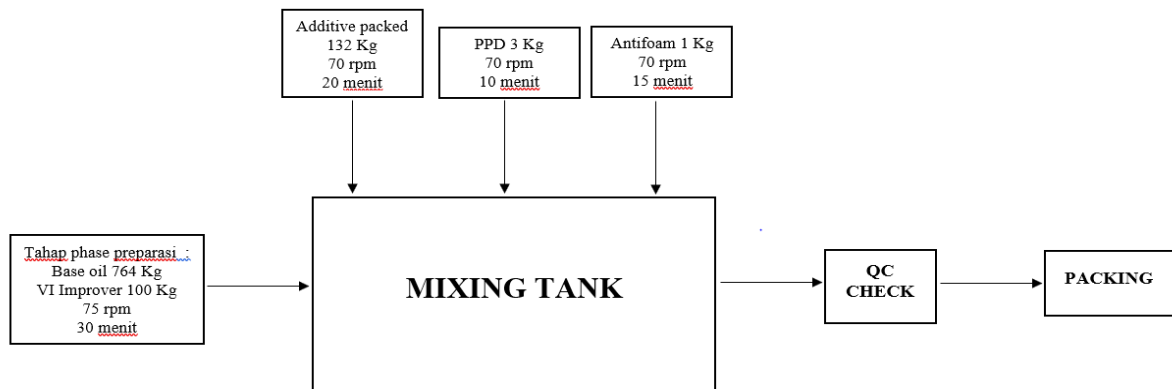 Additive packed
132 Kg
70 rpm
20 menit
PPD 3 Kg
70 rpm
10 menit
Antifoam 1 Kg
70 rpm
15 menit
Tahap phase preparasi :
Base oil 764 Kg
VI Improver 100 Kg
75 rpm
30 menit
MIXING TANK
QC
CHECK
PACKING